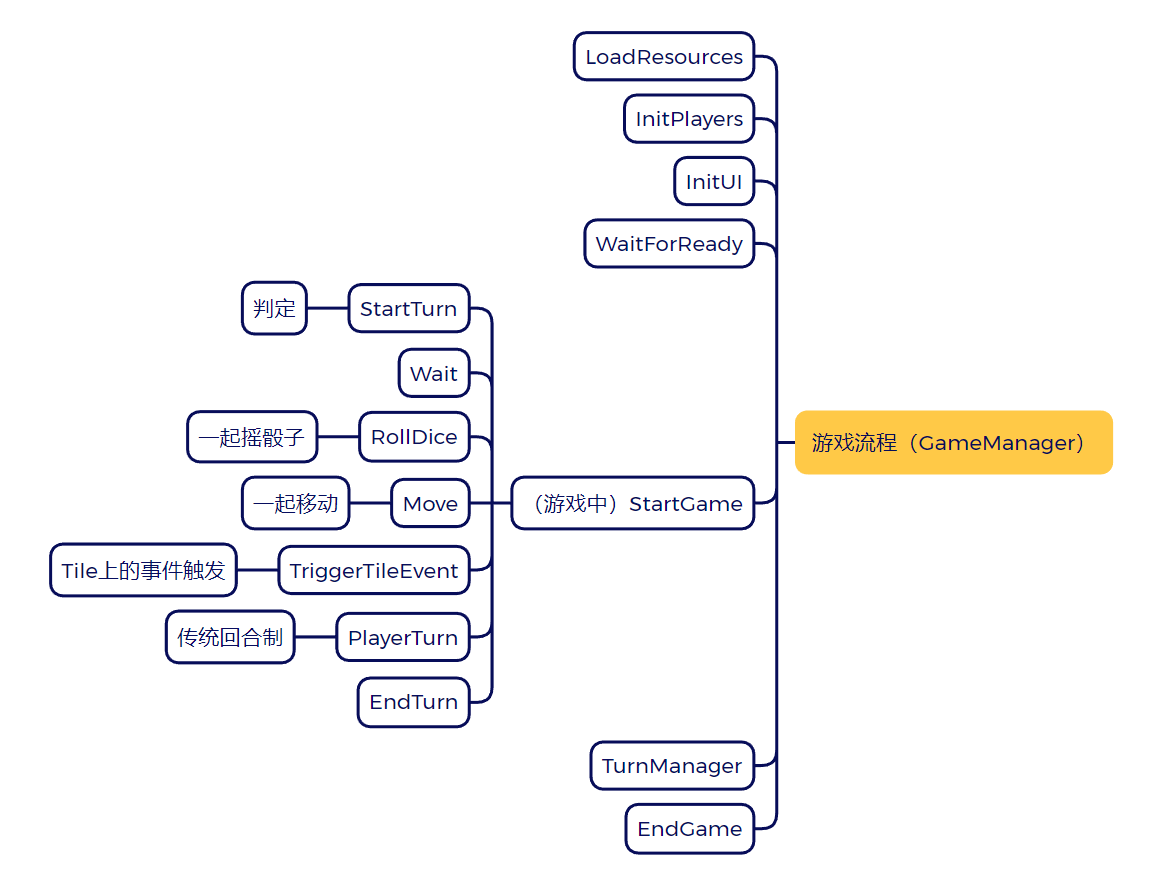 LoadResources
InitPlayers
InitUI
WaitForReady
判定
StartTurn
Wait
一起摇骰子
RollDice
游戏流程（GameManager）
一起移动
Move
（游戏中）StartGame
Tile上的事件触发
TriggerTileEvent
传统回合制
PlayerTurn
EndTurn
TurnManager
EndGame